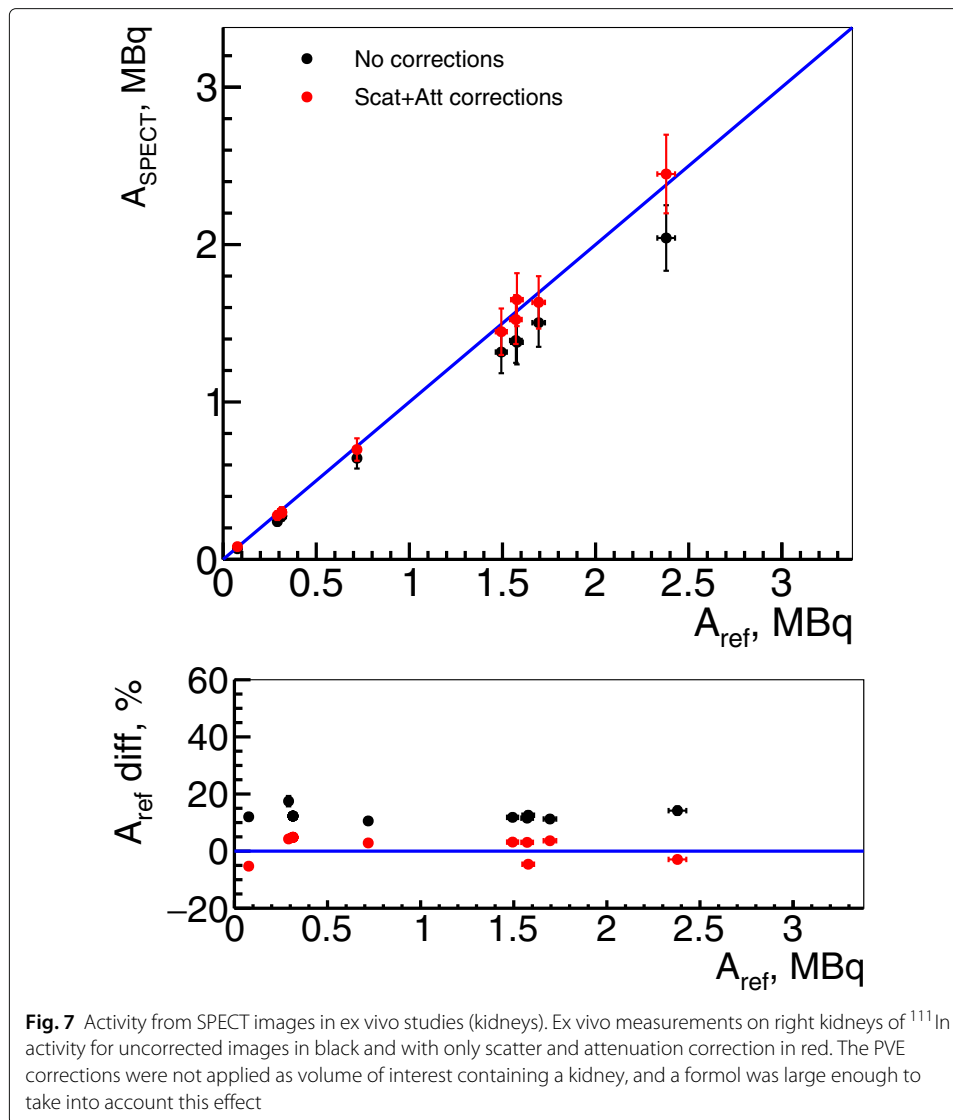 A_SPECT, MBq
No corrections
Scat+Att corrections
3
2
1
0
0 0.5 1 1.5 2 2.5 3
A_ref, MBq
A_ref diff, %
60
40
20
0
−20
0 0.5 1 1.5 2 2.5 3
A_ref, MBq
Fig. 7 Activity from SPECT images in ex vivo studies (kidneys). Ex vivo measurements on right kidneys of ¹¹¹In
activity for uncorrected images in black and with only scatter and attenuation correction in red. The PVE
corrections were not applied as volume of interest containing a kidney, and a formol was large enough to
take into account this effect